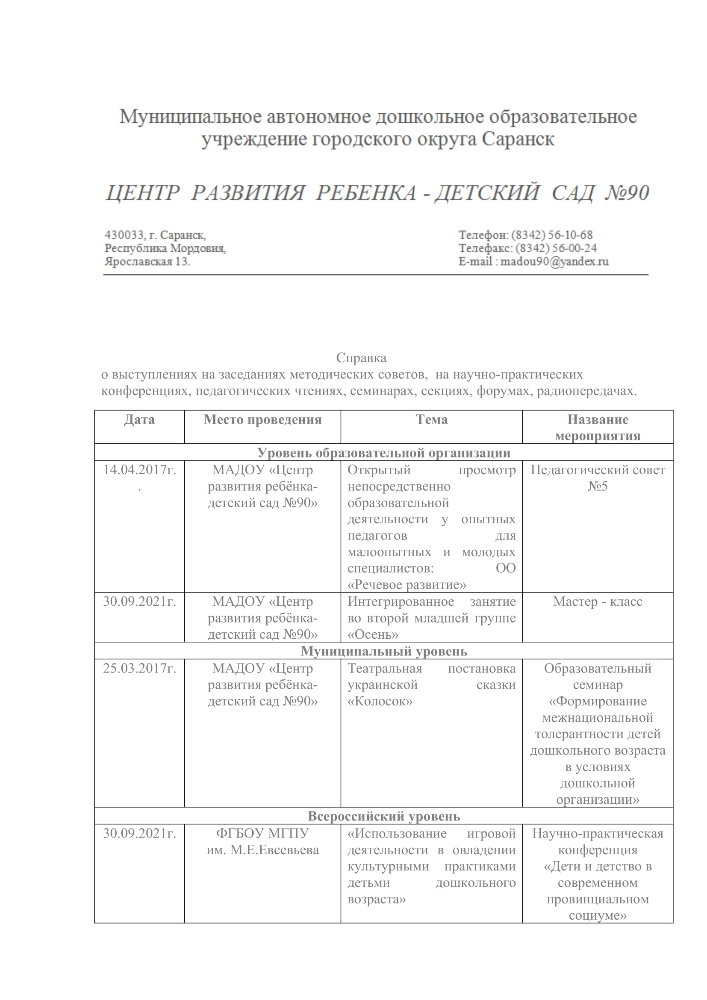 Муниципальное автономное дошкольное образовательное
учреждение городского округа Саранск
ЦЕНТР РАЗВИТИЯ РЕБЕНКА - ДЕТСКИЙ САД №90
430033, г. Саранск,
Республика Мордовия,
Ярославская 13.
Телефон: (8342) 56-10-68
Телефакс: (8342) 56-00-24
E-mail : madou90@yandex.ru
Справка
о выступлениях на заседаниях методических советов, на научно-практических
конференциях, педагогических чтениях, семинарах, секциях, форумах, радиопередачах.
Дата
Место проведения
Тема
Название
мероприятия
Уровень образовательной организации
14.04.2017г.
.
МАДОУ «Центр
развития ребёнка-
детский сад №90»
Открытый просмотр
непосредственно
образовательной
деятельности у опытных
педагогов для
малоопытных и молодых
специалистов: ОО
«Речевое развитие»
Педагогический совет
№5
30.09.2021г.
МАДОУ «Центр
развития ребёнка-
детский сад №90»
Интегрированное занятие
во второй младшей группе
«Осень»
Мастер - класс
Муниципальный уровень
25.03.2017г.
МАДОУ «Центр
развития ребёнка-
детский сад №90»
Театральная постановка
украинской сказки
«Колосок»
Образовательный
семинар
«Формирование
межнациональной
толерантности детей
дошкольного возраста
в условиях
дошкольной
организации»
Всероссийский уровень
30.09.2021г.
ФГБОУ МГПУ
им. М.Е.Евсевьева
«Использование игровой
деятельности в овладении
культурными практиками
детьми дошкольного
возраста»
Научно-практическая
конференция
«Дети и детство в
современном
провинциальном
социуме»